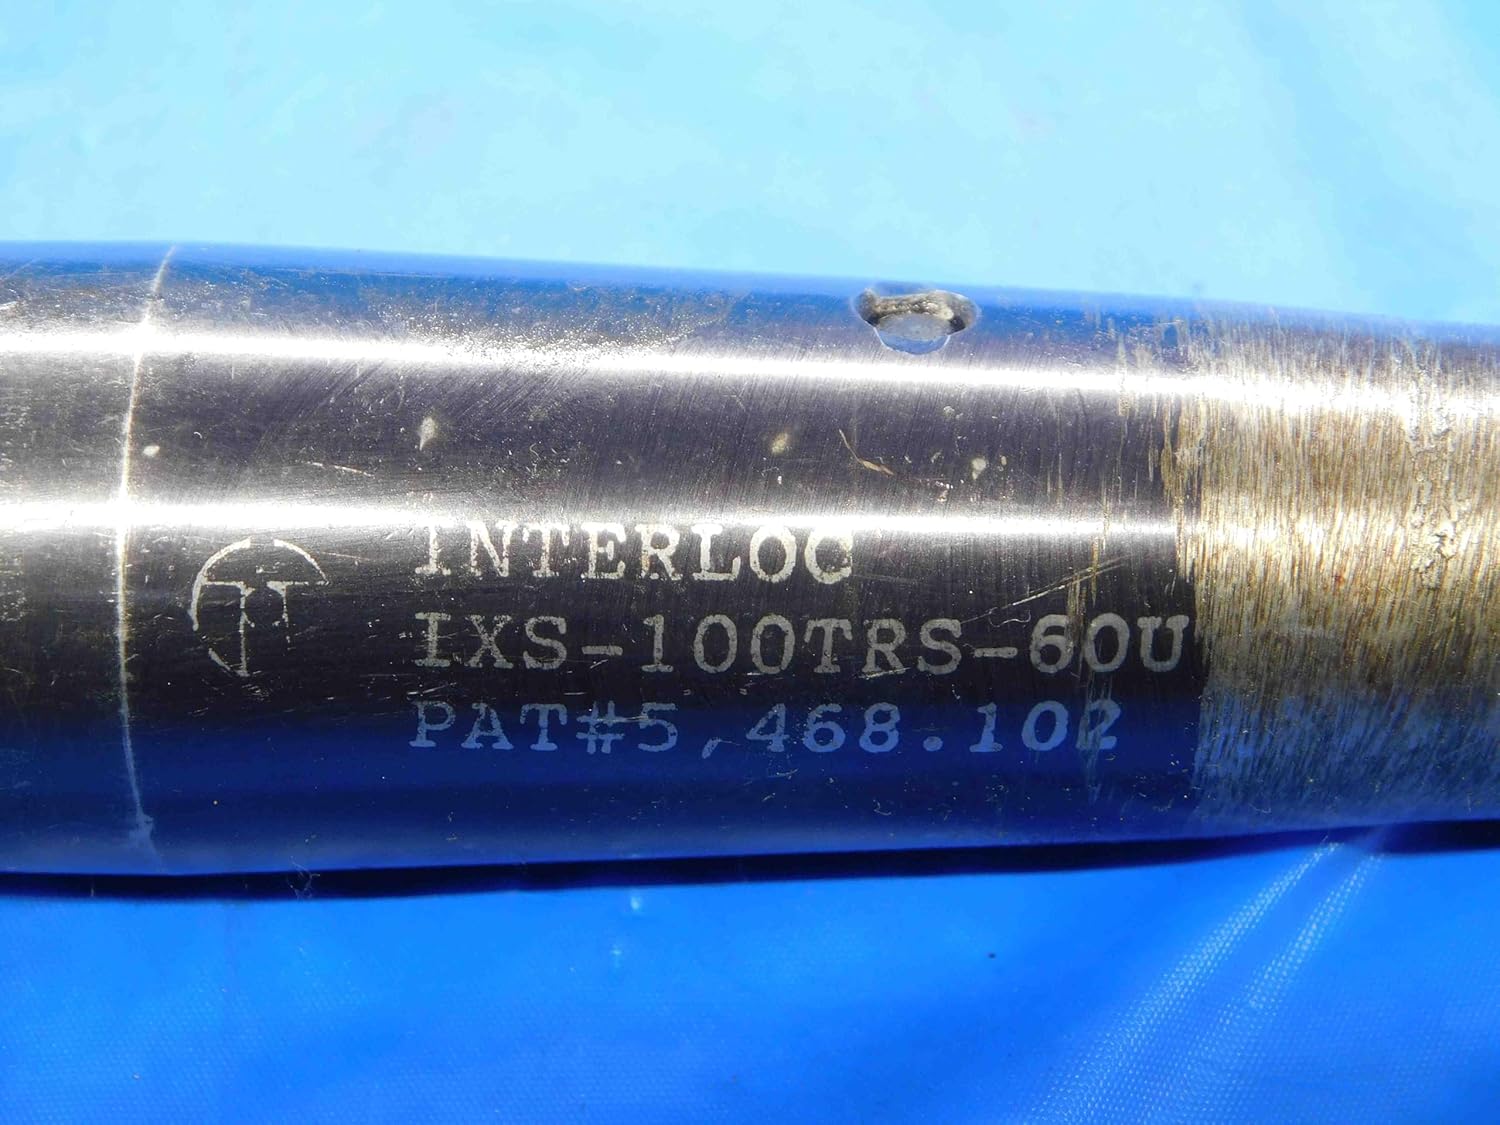 INTERLOC
IXS-100TRS-60U
PAT#5,468.102